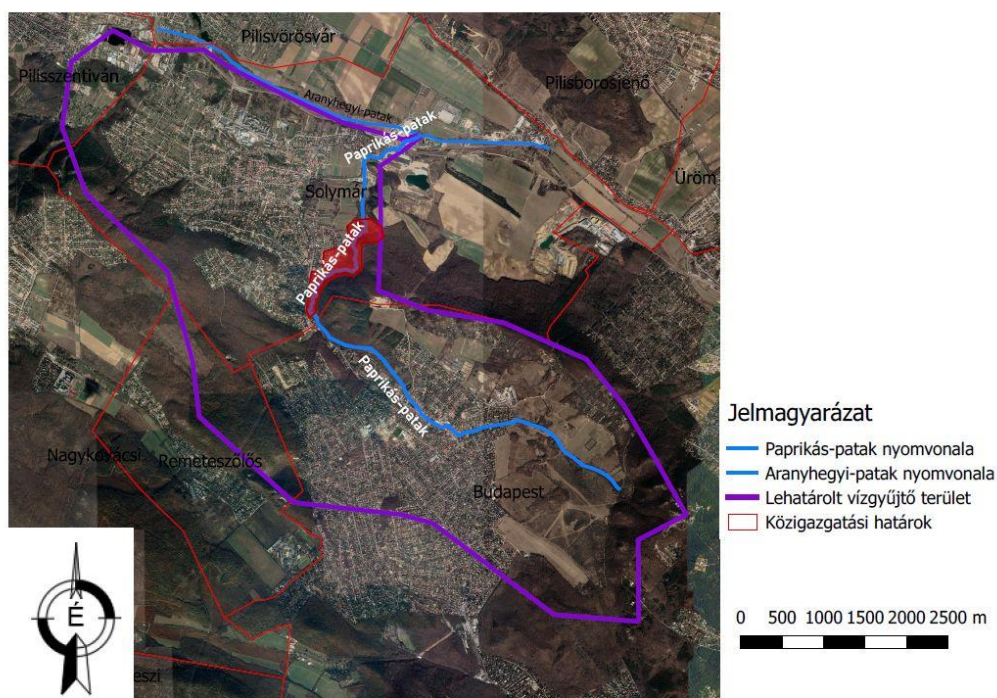 Pilisvörösvár
Pilisszentiván
Pilisborosjenő
Aranyhegyi-patak
Paprikás-patak
Üröm
Solymár
Paprikás-patak
Paprikás-patak
Nagykovácsi
Remeteszőlős
Budapest
eszi
É
Jelmagyarázat
Paprikás-patak nyomvonala
Aranyhegyi-patak nyomvonala
Lehatárolt vízgyűjtő terület
Közigazgatási határok
0 500 1000 1500 2000 2500 m